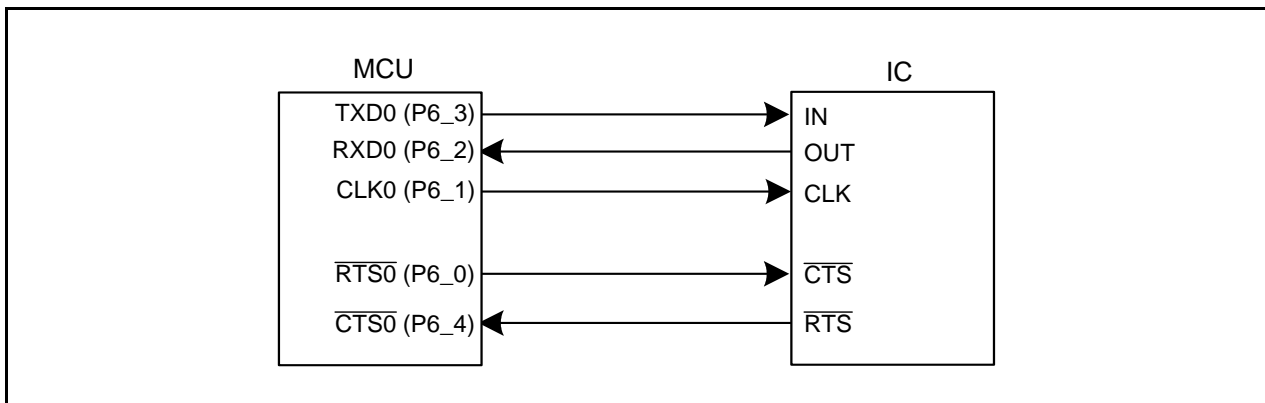 MCU
IC
TXD0 (P6_3)
IN
RXD0 (P6_2)
OUT
CLK0 (P6_1)
CLK
RTS0 (P6_0)
CTS
CTS0 (P6_4)
RTS